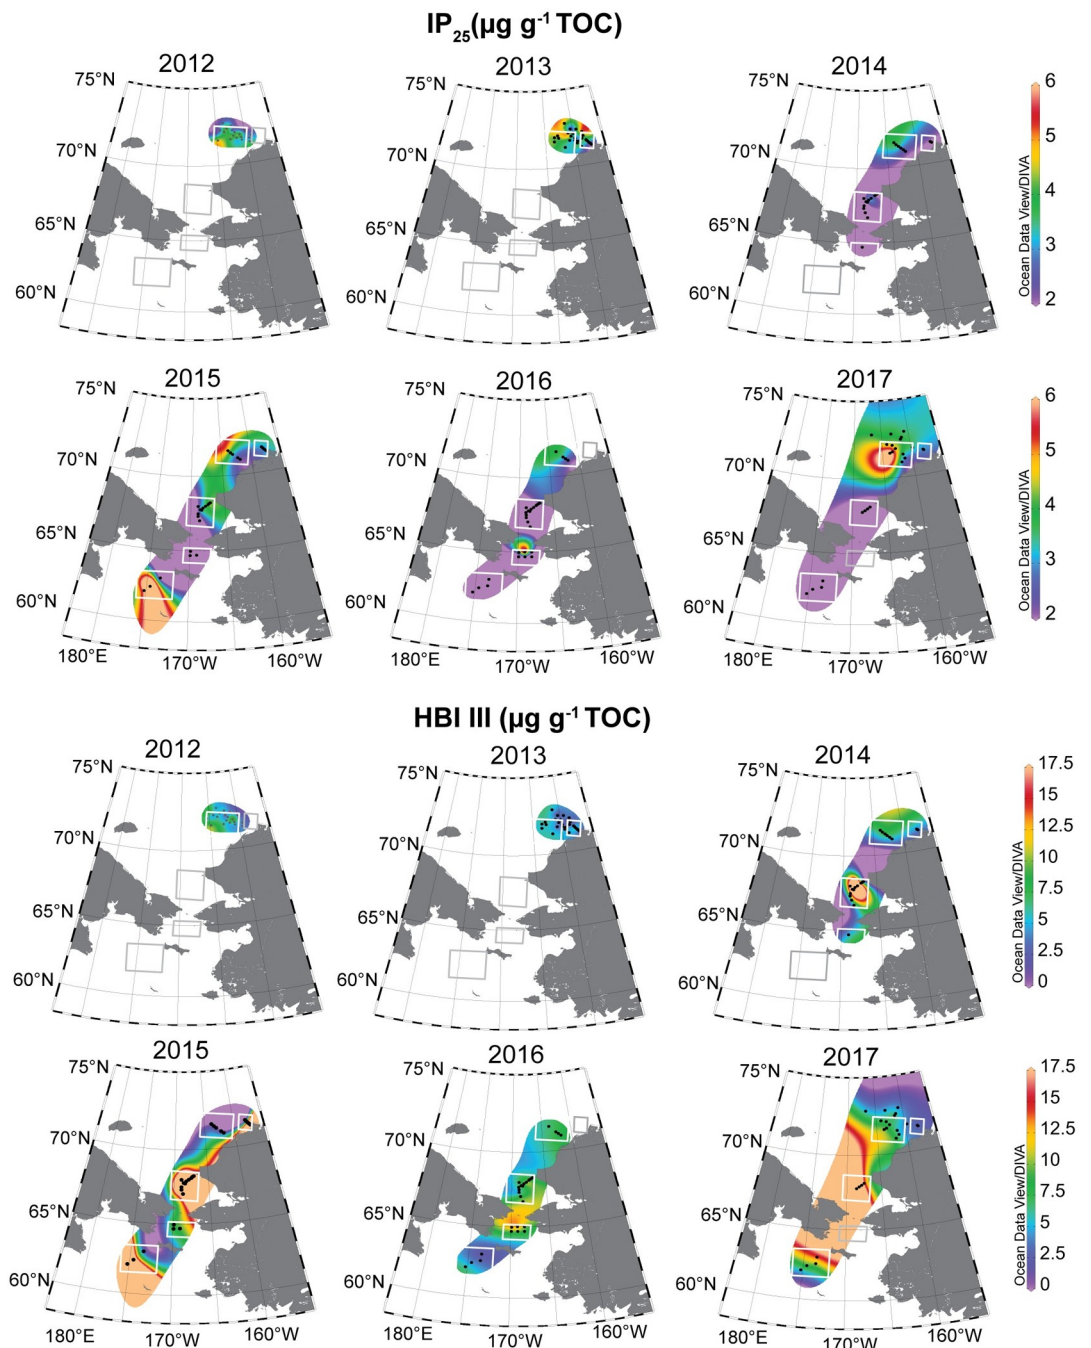 IP25(µg g-1 TOC)
2012
2013
2014
75°N
70°N
65°N
60°N
75°N
70°N
65°N
60°N
75°N
70°N
65°N
60°N
6
5
4
3
2
Ocean Data View/DIVA
2015
2016
2017
75°N
70°N
65°N
60°N
180°E
170°W
160°W
75°N
70°N
65°N
60°N
180°E
170°W
160°W
75°N
70°N
65°N
60°N
180°E
170°W
160°W
6
5
4
3
2
Ocean Data View/DIVA
HBI III (µg g-1 TOC)
2012
2013
2014
75°N
70°N
65°N
60°N
75°N
70°N
65°N
60°N
75°N
70°N
65°N
60°N
17.5
15
12.5
10
7.5
5
2.5
0
Ocean Data View/DIVA
2015
2016
2017
75°N
70°N
65°N
60°N
180°E
170°W
160°W
75°N
70°N
65°N
60°N
180°E
170°W
160°W
75°N
70°N
65°N
60°N
180°E
170°W
160°W
17.5
15
12.5
10
7.5
5
2.5
0
Ocean Data View/DIVA